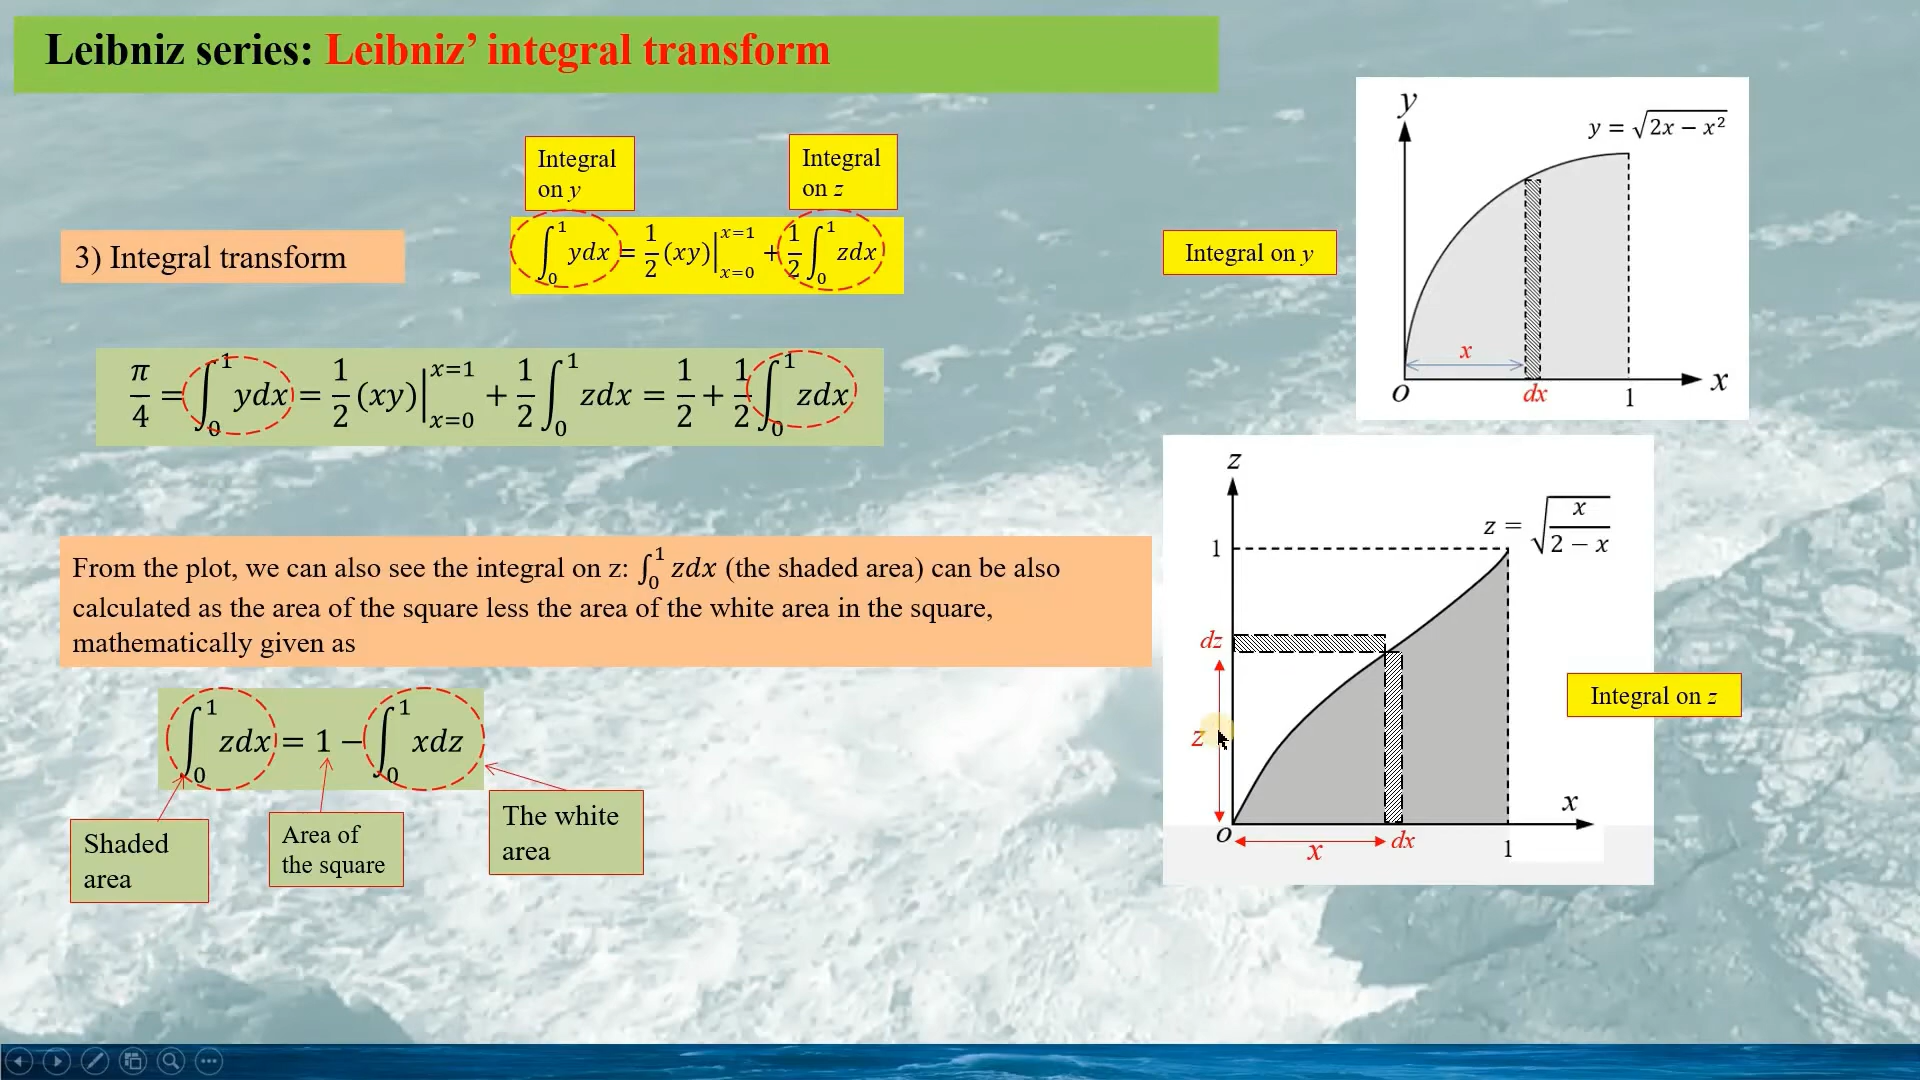 Leibniz series: Leibniz’ integral transform
Integral
on y
Integral
on z
3) Integral transform
∫₀¹ ydx = 1/2 (xy)|ₓ₌₀ˣ⁼¹ + 1/2 ∫₀¹ zdx
π/4 = ∫₀¹ ydx = 1/2 (xy)|ₓ₌₀ˣ⁼¹ + 1/2 ∫₀¹ zdx = 1/2 + 1/2 ∫₀¹ zdx
From the plot, we can also see the integral on z: ∫₀¹ zdx (the shaded area) can be also
calculated as the area of the square less the area of the white area in the square,
mathematically given as
∫₀¹ zdx = 1 − ∫₀¹ xdz
Shaded
area
Area of
the square
The white
area
Integral on y
y
y = √(2x − x²)
x
O
dx
1
x
z
z = √(x/(2 − x))
1
dz
z
Integral on z
x
O
x
dx
1